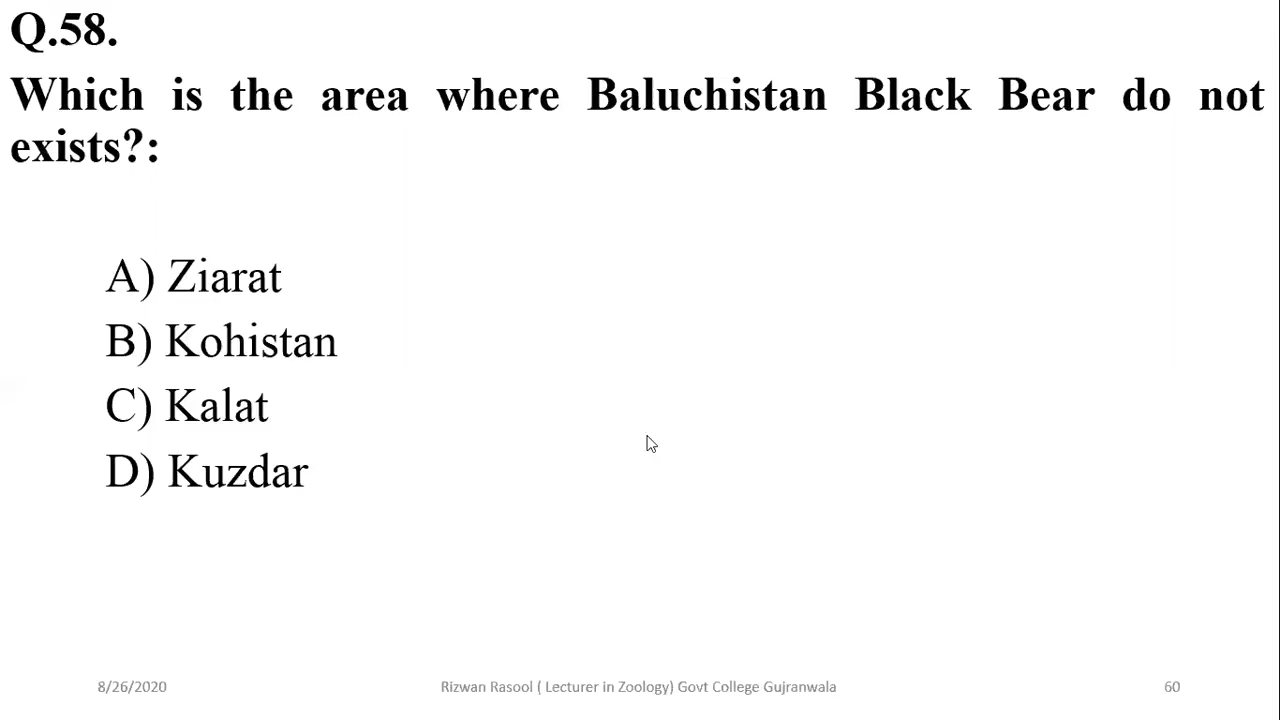 Q.58.
Which is the area where Baluchistan Black Bear do not
exists?:
A) Ziarat
B) Kohistan
C) Kalat
D) Kuzdar
8/26/2020
Rizwan Rasool ( Lecturer in Zoology) Govt College Gujranwala
60